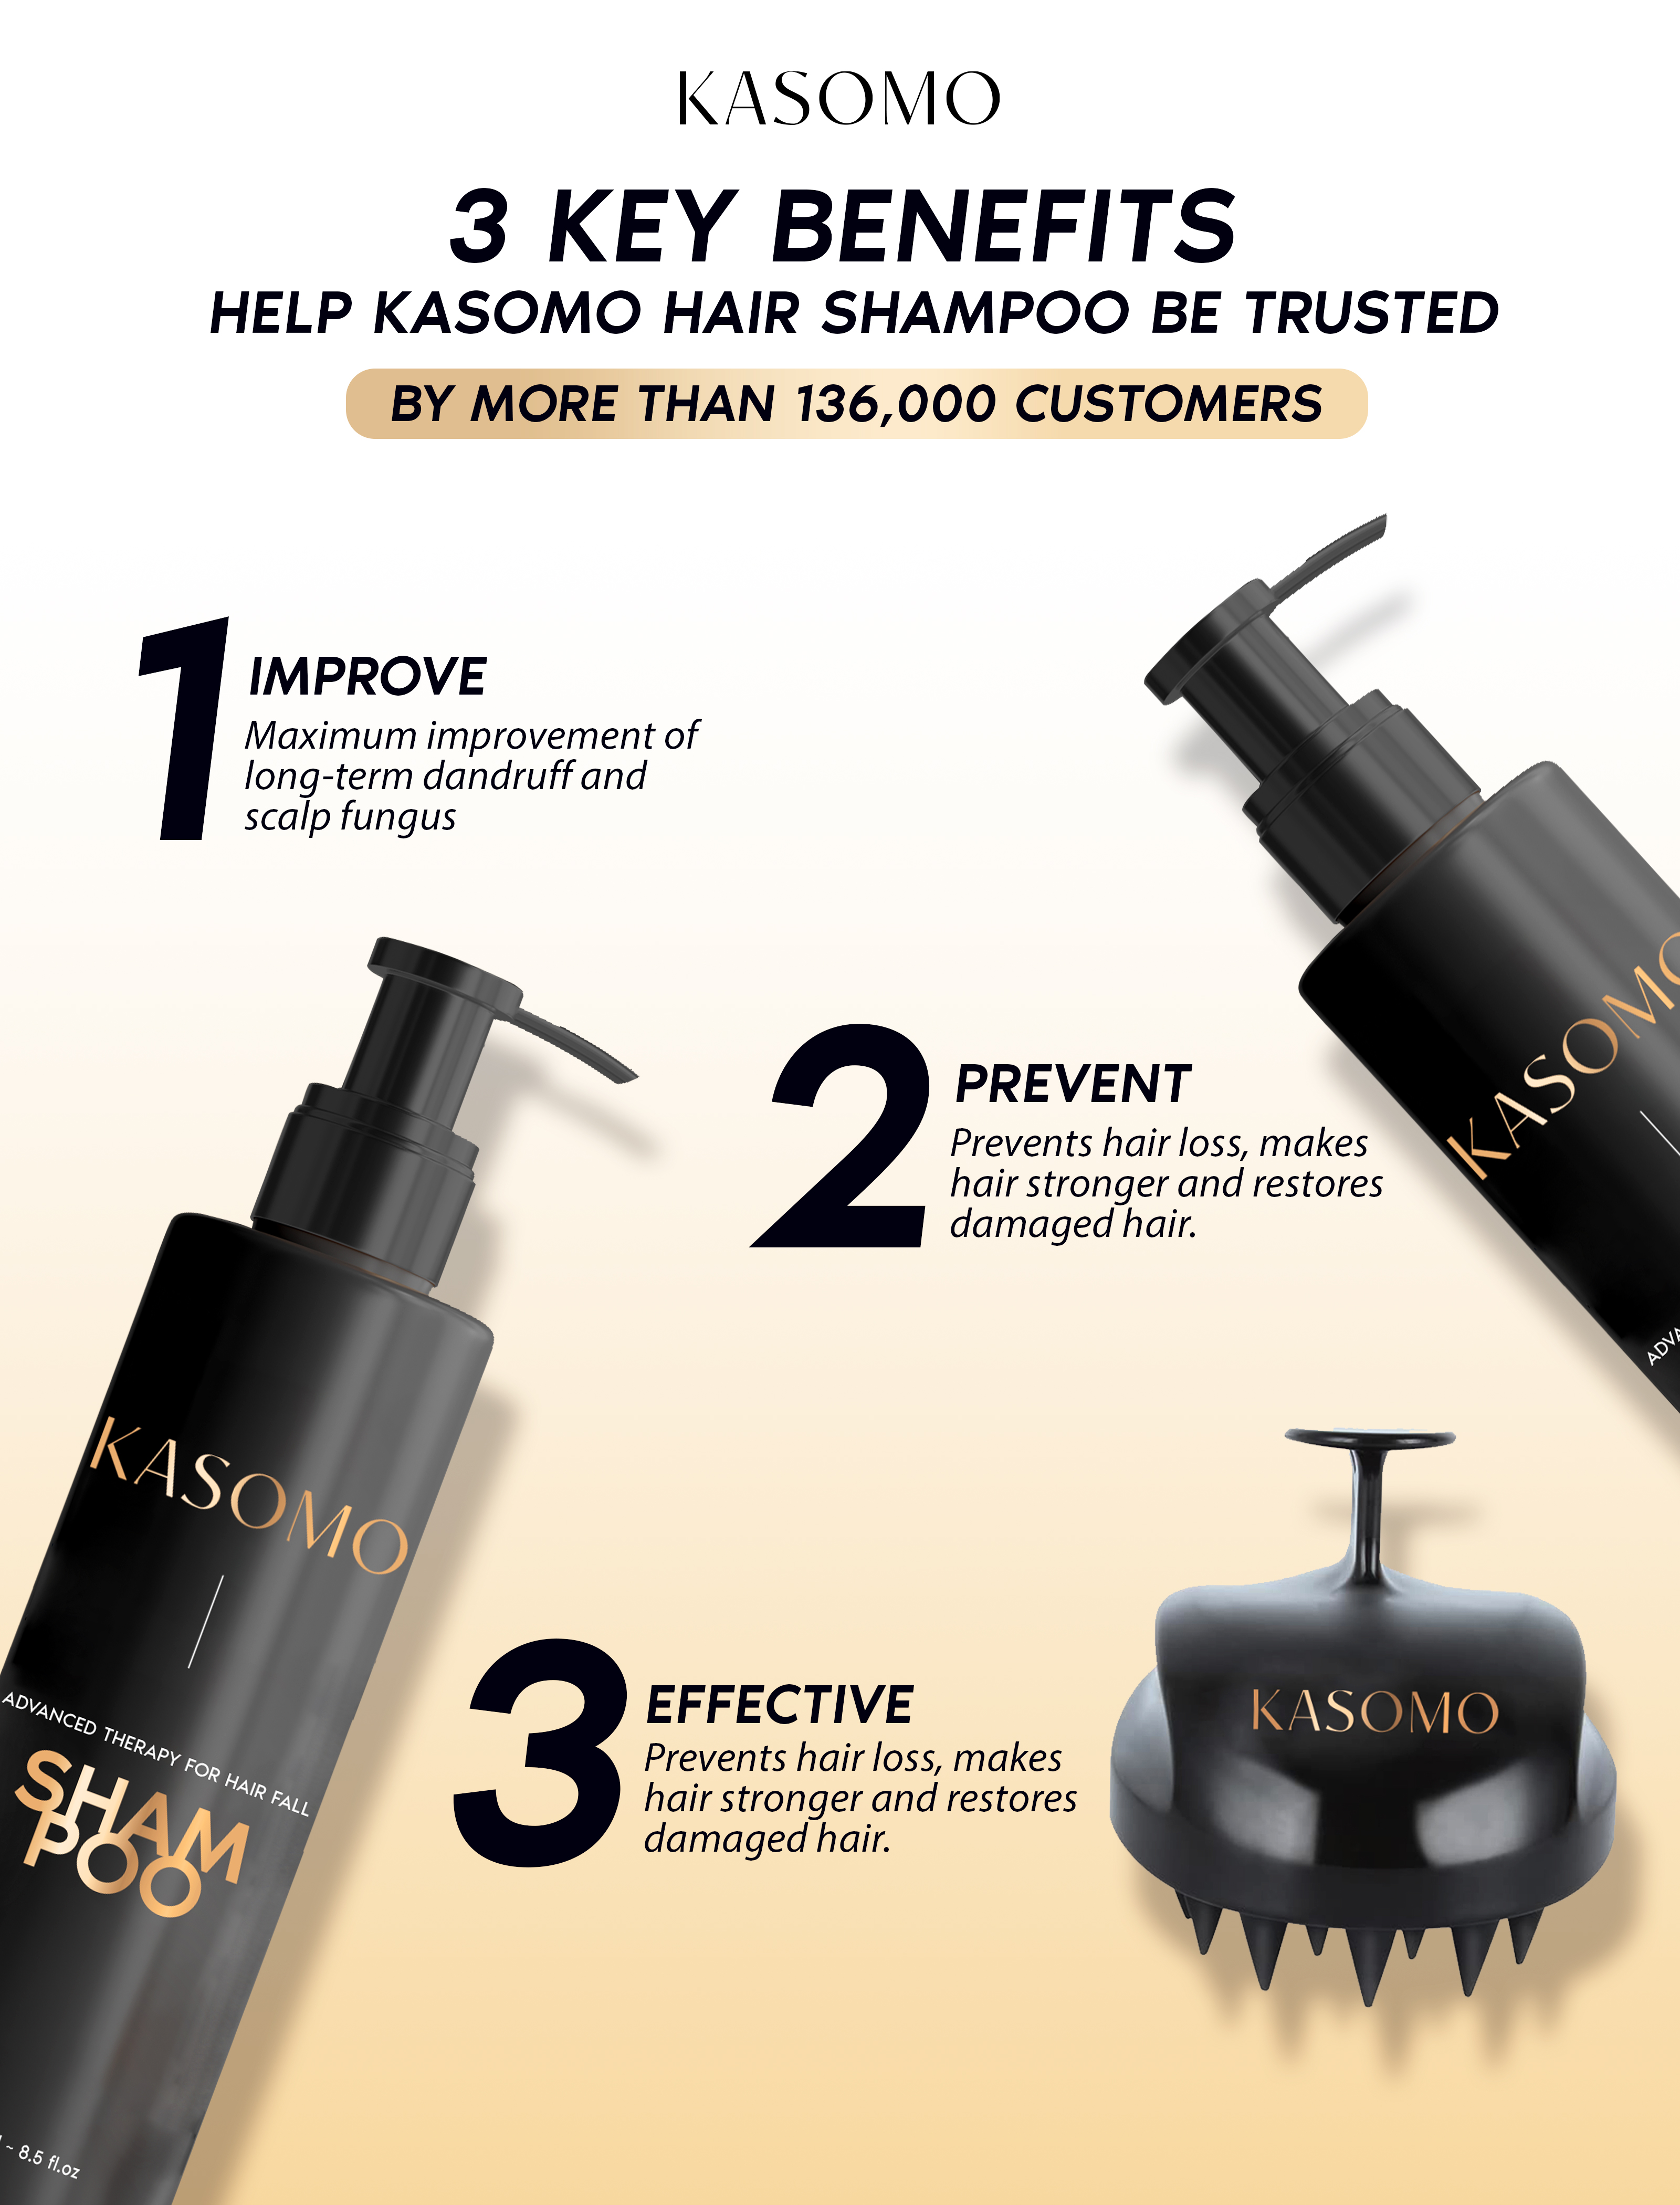 KASOMO
3 KEY BENEFITS
HELP KASOMO HAIR SHAMPOO BE TRUSTED
BY MORE THAN 136,000 CUSTOMERS
1
IMPROVE
Maximum improvement of
long-term dandruff and
scalp fungus
KASOMO
2
PREVENT
Prevents hair loss, makes
hair stronger and restores
damaged hair.
KASOMO
ADVANCED THERAPY FOR HAIR FALL
SHAM
POO
~ 8.5 fl.oz
3
EFFECTIVE
Prevents hair loss, makes
hair stronger and restores
damaged hair.
KASOMO